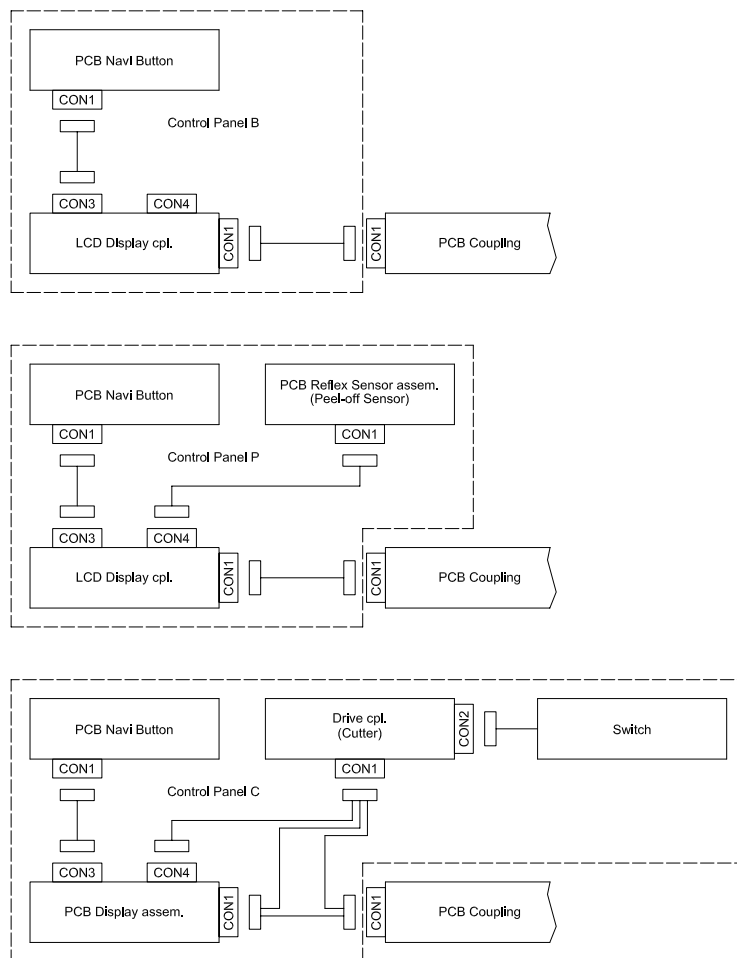 PCB Navi Button
CON1
Control Panel B
CON3
CON4
LCD Display cpl.
CON1
CON1
PCB Coupling
PCB Navi Button
PCB Reflex Sensor assem.
(Peel-off Sensor)
CON1
CON1
Control Panel P
CON3
CON4
LCD Display cpl.
CON1
CON1
PCB Coupling
PCB Navi Button
Drive cpl.
(Cutter)
CON2
Switch
CON1
CON1
Control Panel C
CON3
CON4
PCB Display assem.
CON1
CON1
PCB Coupling